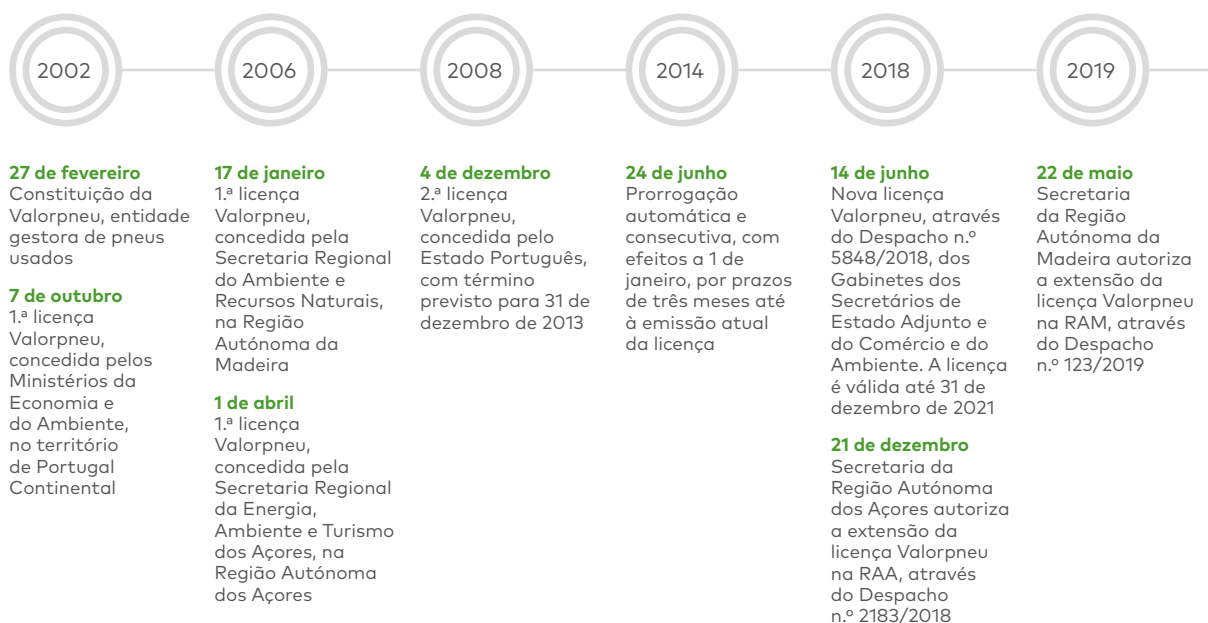 2002
27 de fevereiro
Constituição da
Valorpneu, entidade
gestora de pneus
usados
7 de outubro
1.ª licença
Valorpneu,
concedida pelos
Ministérios da
Economia e
do Ambiente,
no território
de Portugal
Continental
2006
17 de janeiro
1.ª licença
Valorpneu,
concedida pela
Secretaria Regional
do Ambiente e
Recursos Naturais,
na Região
Autónoma da
Madeira
1 de abril
1.ª licença
Valorpneu,
concedida pela
Secretaria Regional
da Energia,
Ambiente e Turismo
dos Açores, na
Região Autónoma
dos Açores
2008
4 de dezembro
2.ª licença
Valorpneu,
concedida pelo
Estado Português,
com término
previsto para 31 de
dezembro de 2013
2014
24 de junho
Prorrogação
automática e
consecutiva, com
efeitos a 1 de
janeiro, por prazos
de três meses até
à emissão atual
da licença
2018
14 de junho
Nova licença
Valorpneu, através
do Despacho n.º
5848/2018, dos
Gabinetes dos
Secretários de
Estado Adjunto e
do Comércio e do
Ambiente. A licença
é válida até 31 de
dezembro de 2021
21 de dezembro
Secretaria da
Região Autónoma
dos Açores autoriza
a extensão da
licença Valorpneu
na RAA, através
do Despacho
n.º 2183/2018
2019
22 de maio
Secretaria
da Região
Autónoma da
Madeira autoriza
a extensão da
licença Valorpneu
na RAM, através
do Despacho
n.º 123/2019